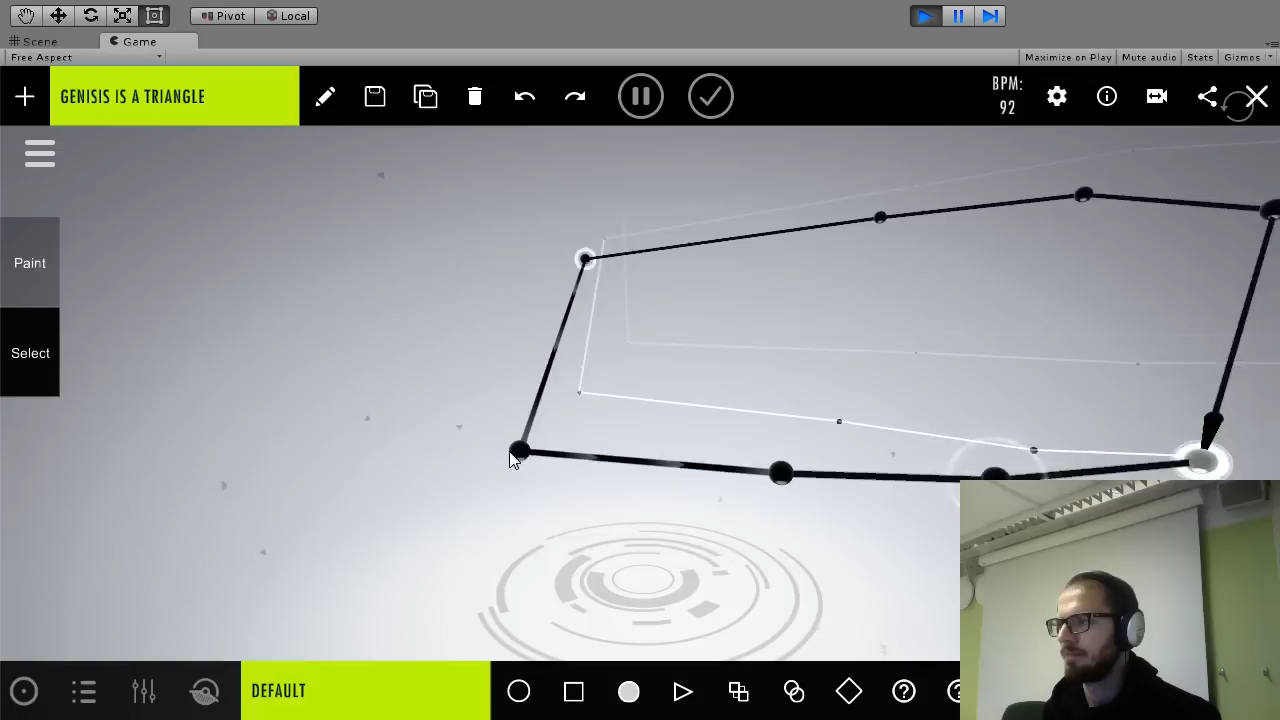 Pivot Local
Scene Game
Free Aspect Maximize on Play Mute audio Stats Gizmos
GENISIS IS A TRIANGLE
BPM:
92
Paint
Select
DEFAULT